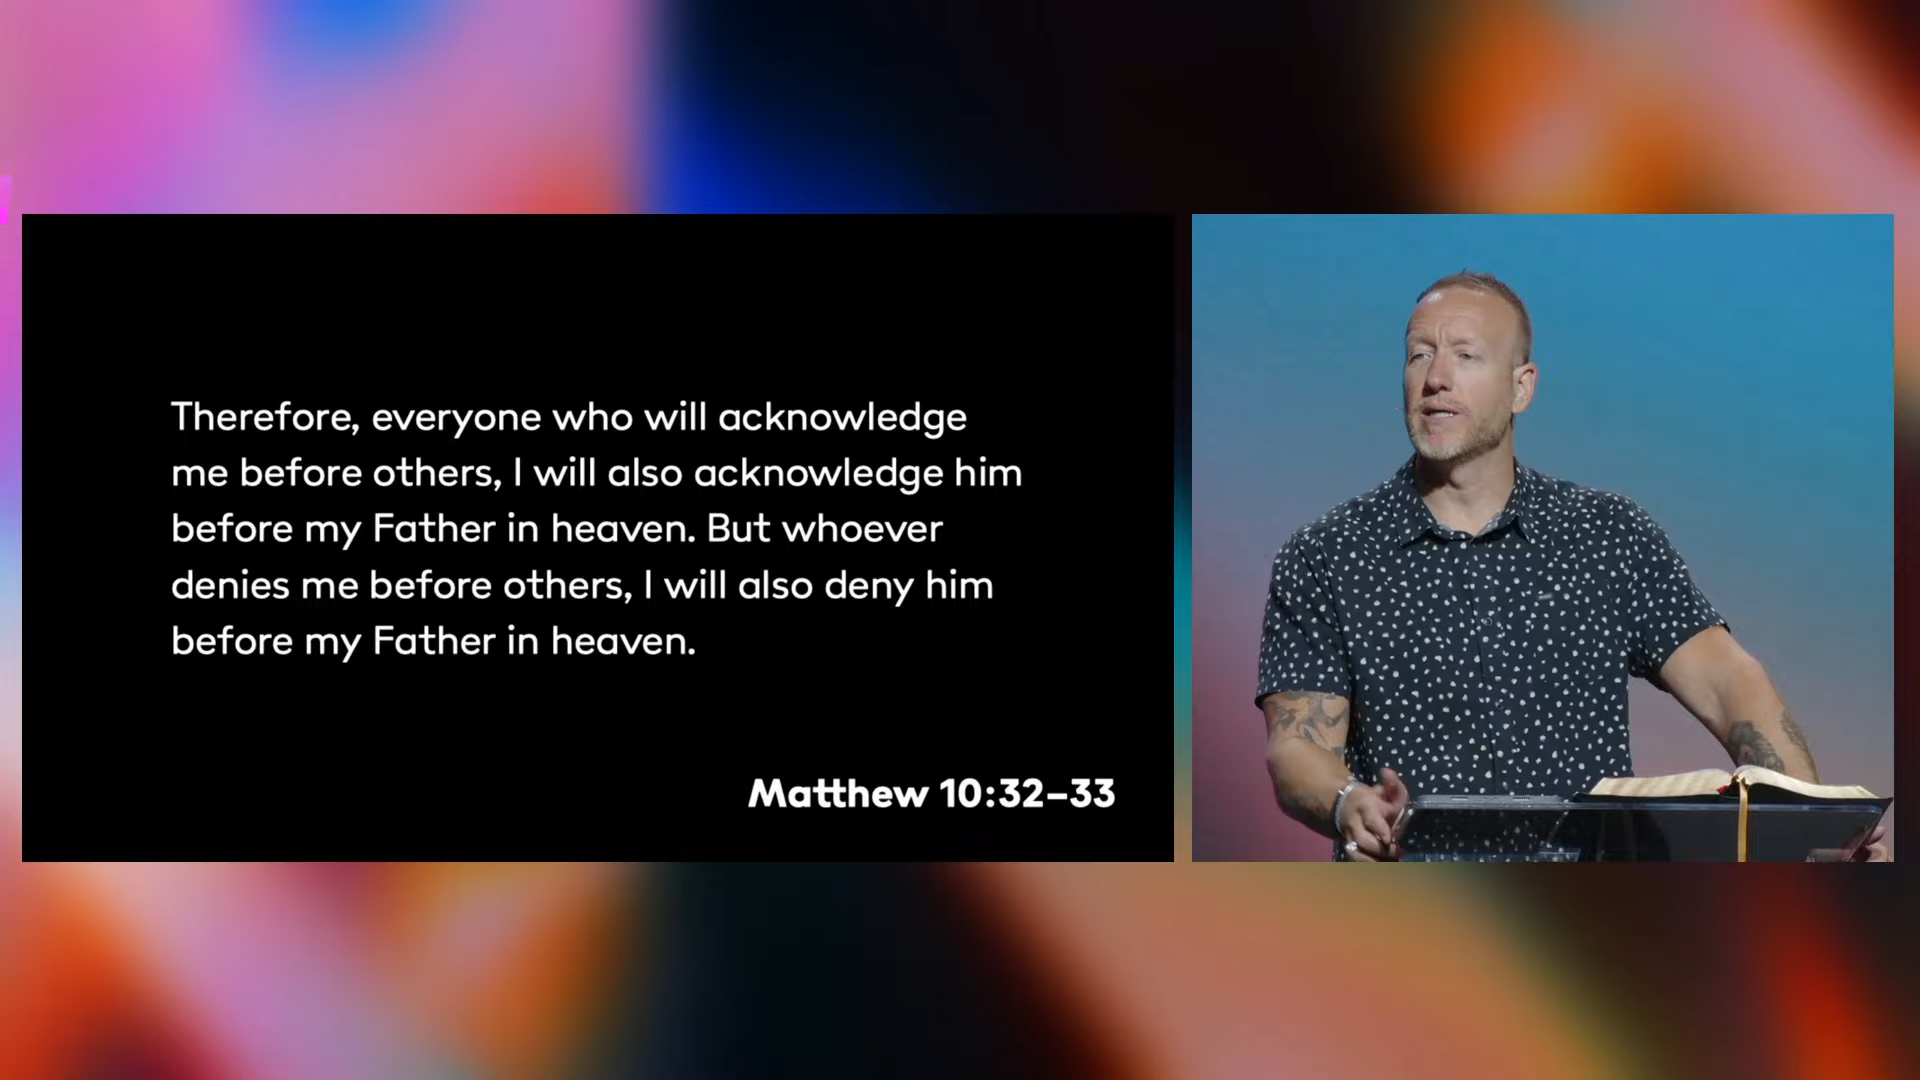 Therefore, everyone who will acknowledge
me before others, I will also acknowledge him
before my Father in heaven. But whoever
denies me before others, I will also deny him
before my Father in heaven.
Matthew 10:32–33